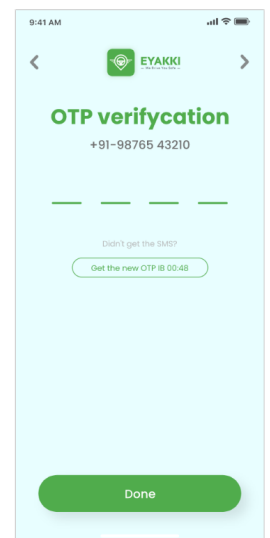 9:41 AM
EYAKKI
OTP verifycation
+91-98765 43210
Didn't get the SMS?
Get the new OTP IB 00:48
Done